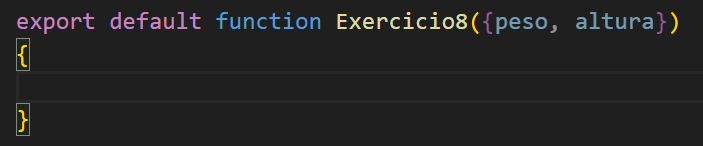 export default function Exercicio8({peso, altura})
{
}